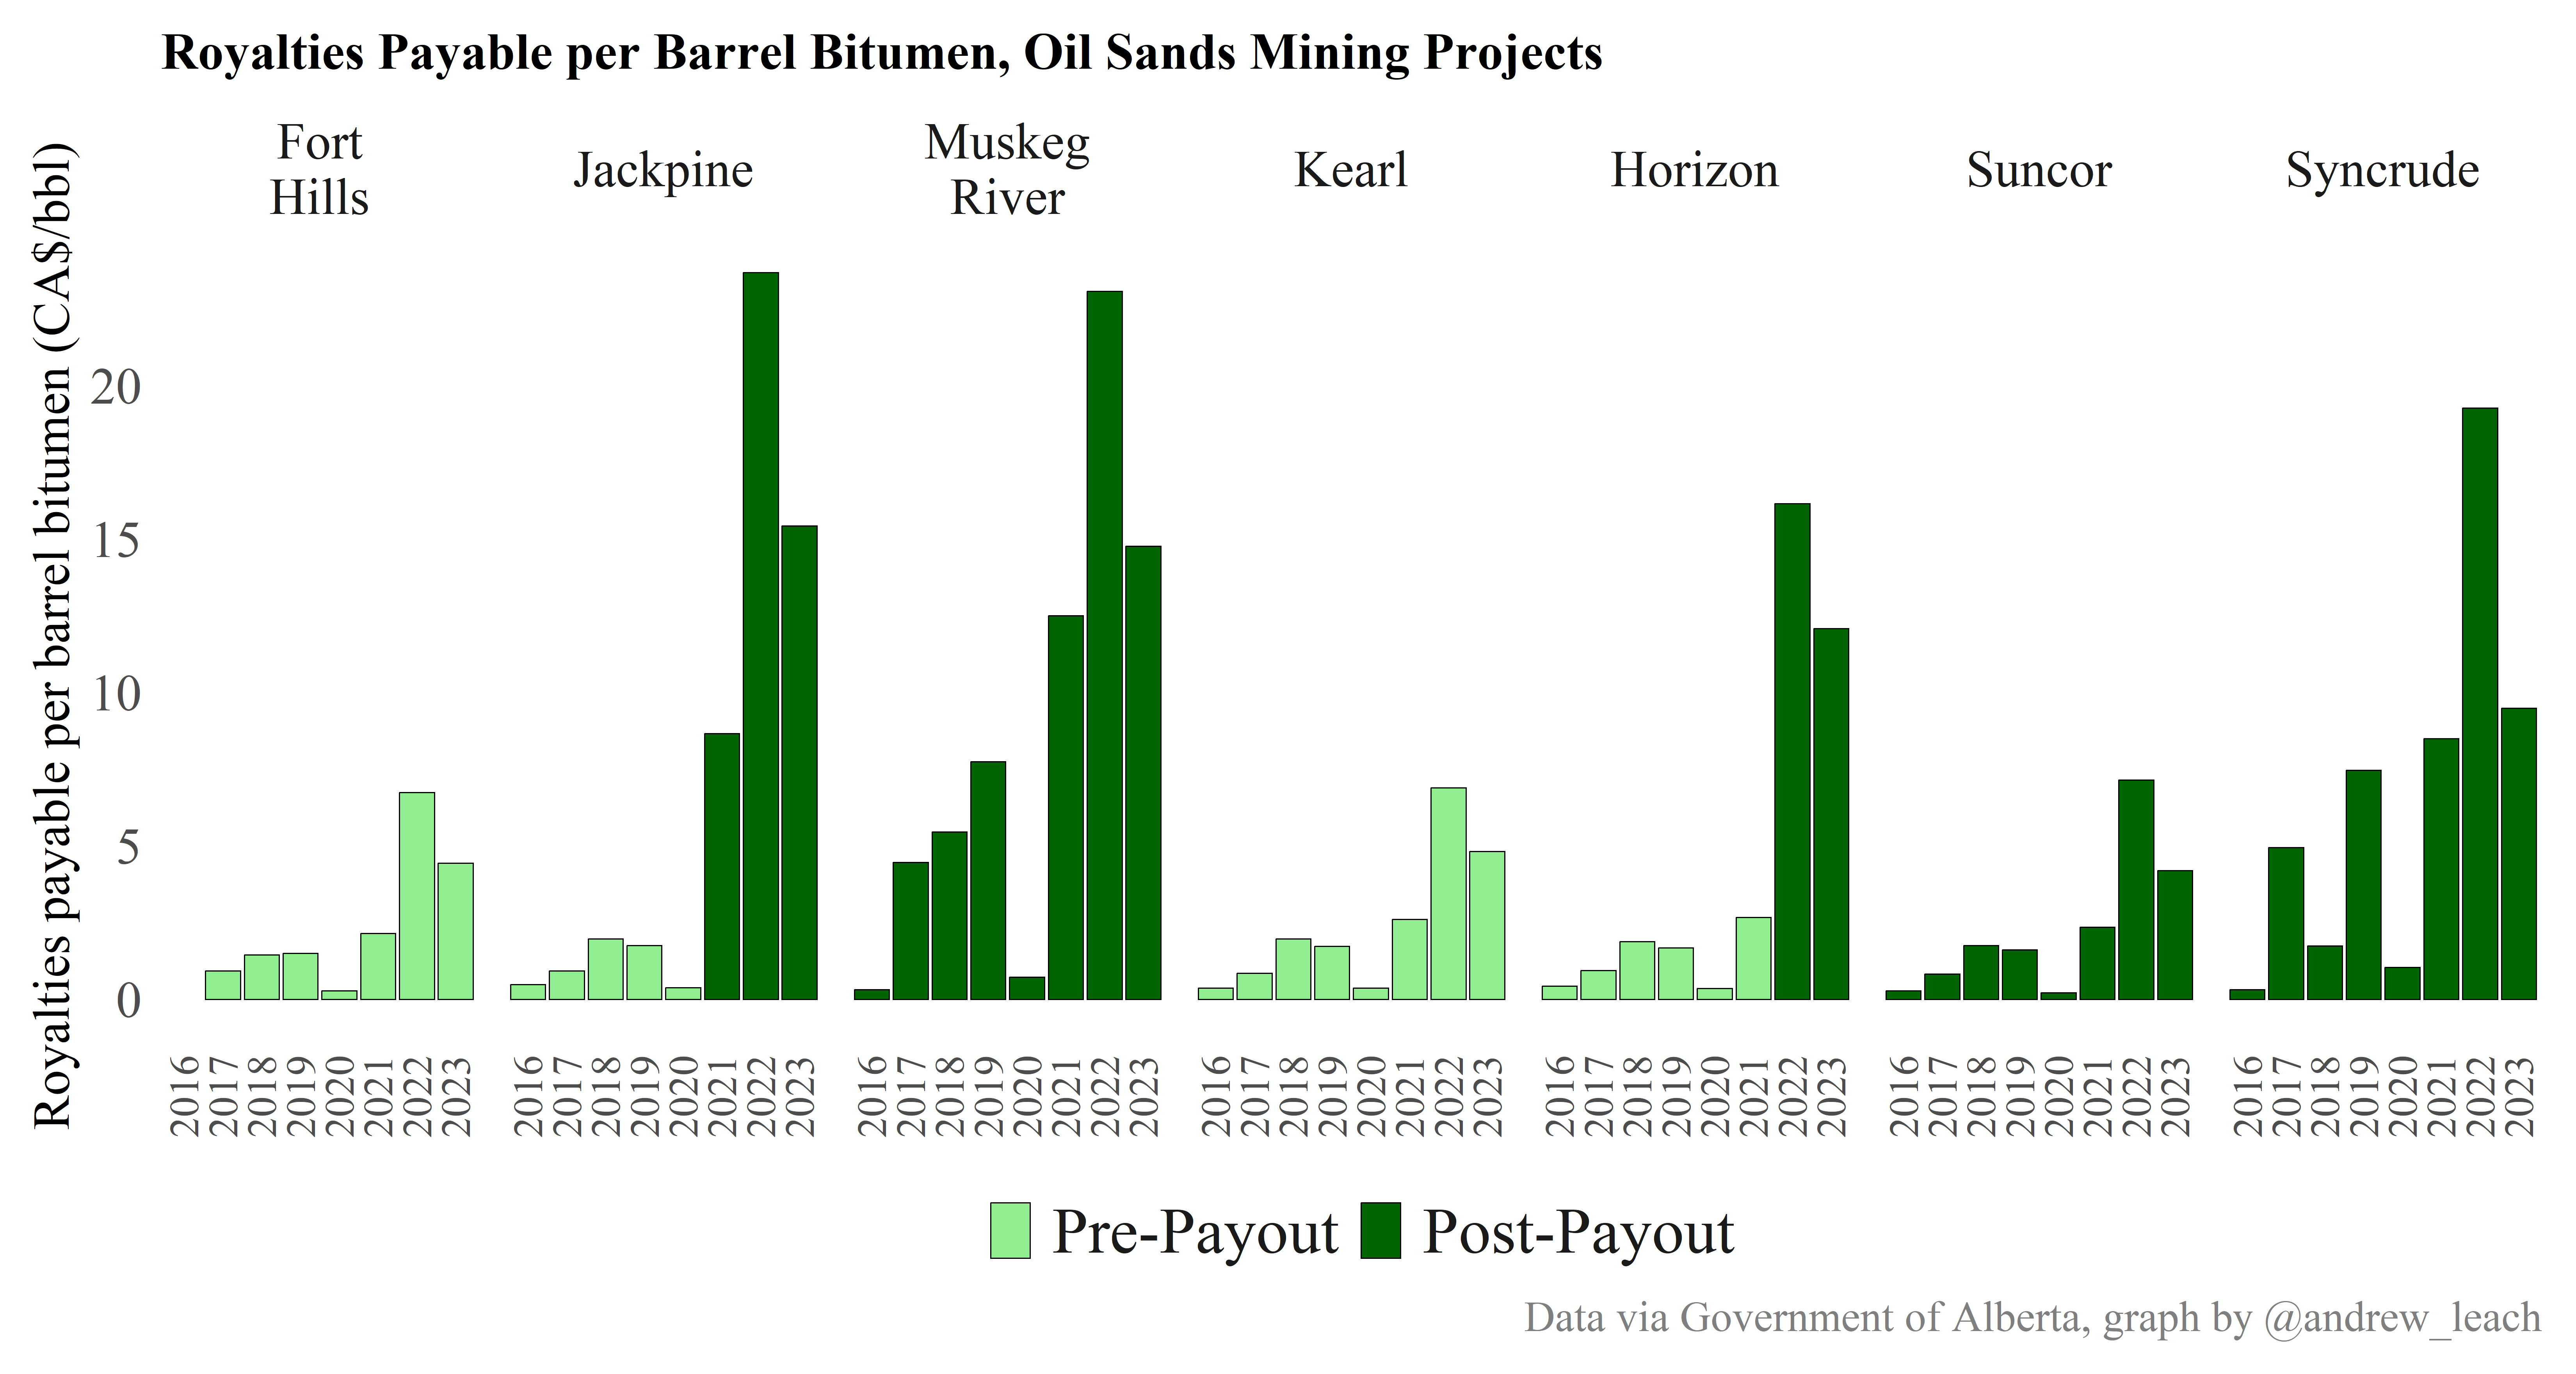 Royalties Payable per Barrel Bitumen, Oil Sands Mining Projects
Royalties payable per barrel bitumen (CA$/bbl)
Fort
Hills
Jackpine
Muskeg
River
Kearl
Horizon
Suncor
Syncrude
20
15
10
5
0
2016 2017 2018 2019 2020 2021 2022 2023
2016 2017 2018 2019 2020 2021 2022 2023
2016 2017 2018 2019 2020 2021 2022 2023
2016 2017 2018 2019 2020 2021 2022 2023
2016 2017 2018 2019 2020 2021 2022 2023
2016 2017 2018 2019 2020 2021 2022 2023
2016 2017 2018 2019 2020 2021 2022 2023
Pre-Payout Post-Payout
Data via Government of Alberta, graph by @andrew_leach